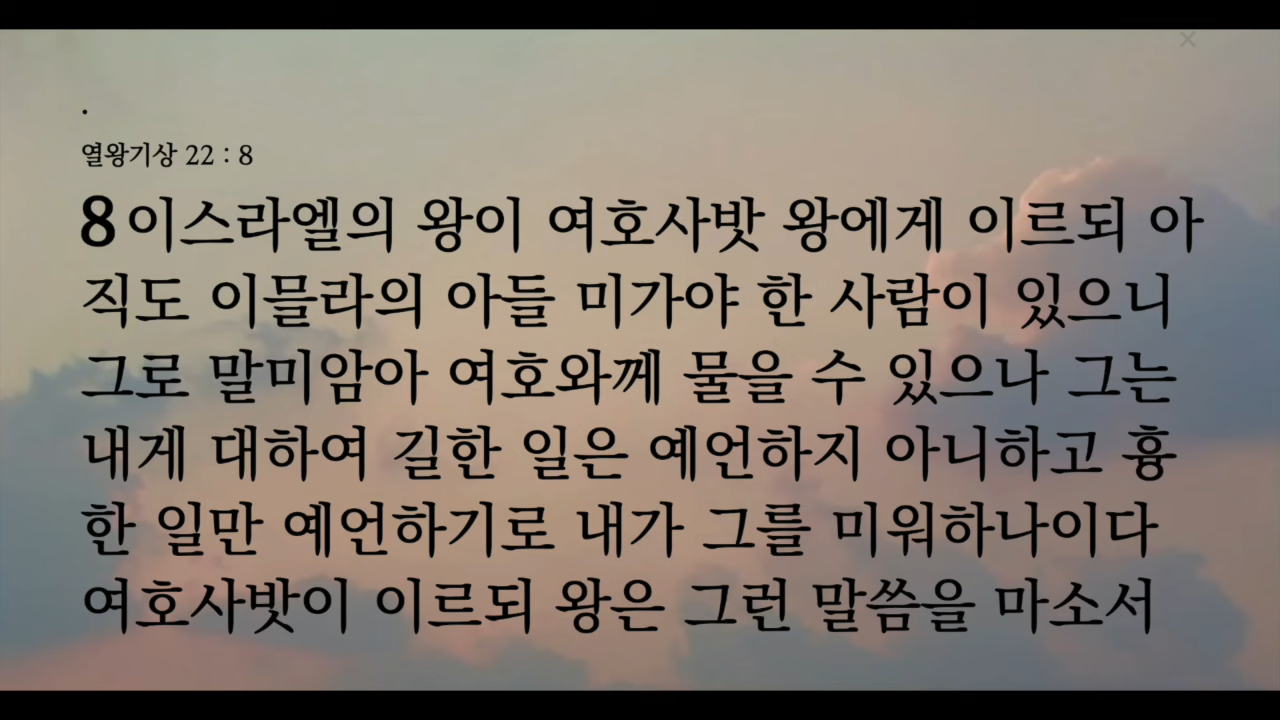 .
열왕기상 22 : 8
8 이스라엘의 왕이 여호사밧 왕에게 이르되 아
직도 이믈라의 아들 미가야 한 사람이 있으니
그로 말미암아 여호와께 물을 수 있으나 그는
내게 대하여 길한 일은 예언하지 아니하고 흉
한 일만 예언하기로 내가 그를 미워하나이다
여호사밧이 이르되 왕은 그런 말씀을 마소서